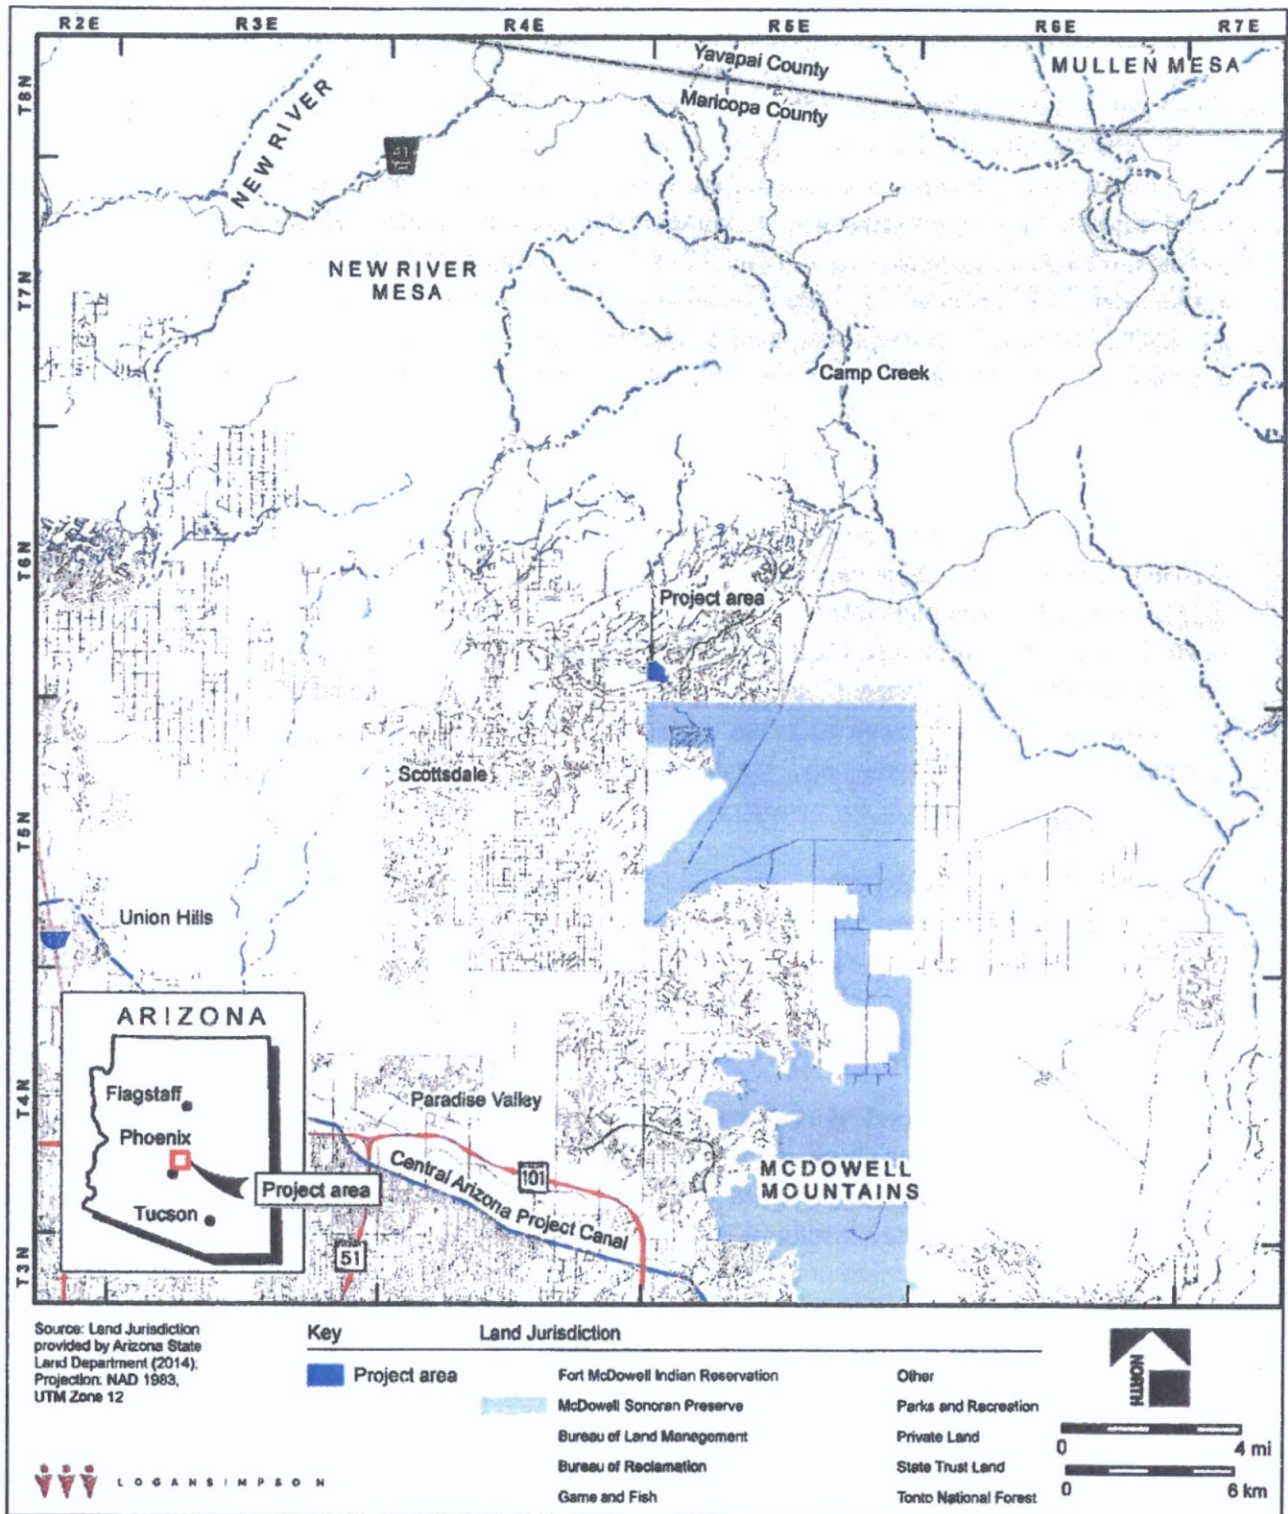 R2E R3E R4E R5E R6E R7E
T8N
T7N
T6N
T5N
T4N
T3N
Yavapai County
Maricopa County
MULLEN MESA
NEW RIVER
NEW RIVER
MESA
Camp Creek
Project area
Scottsdale
Union Hills
ARIZONA
Flagstaff
Phoenix
Tucson
Project area
Paradise Valley
Central Arizona Project Canal
101
51
MCDOWELL
MOUNTAINS
Source: Land Jurisdiction
provided by Arizona State
Land Department (2014);
Projection: NAD 1983,
UTM Zone 12
Key
Project area
Land Jurisdiction
Fort McDowell Indian Reservation
McDowell Sonoran Preserve
Bureau of Land Management
Bureau of Reclamation
Game and Fish
Other
Parks and Recreation
Private Land
State Trust Land
Tonto National Forest
NORTH
0 4 mi
0 6 km
LOGANSIMPSON